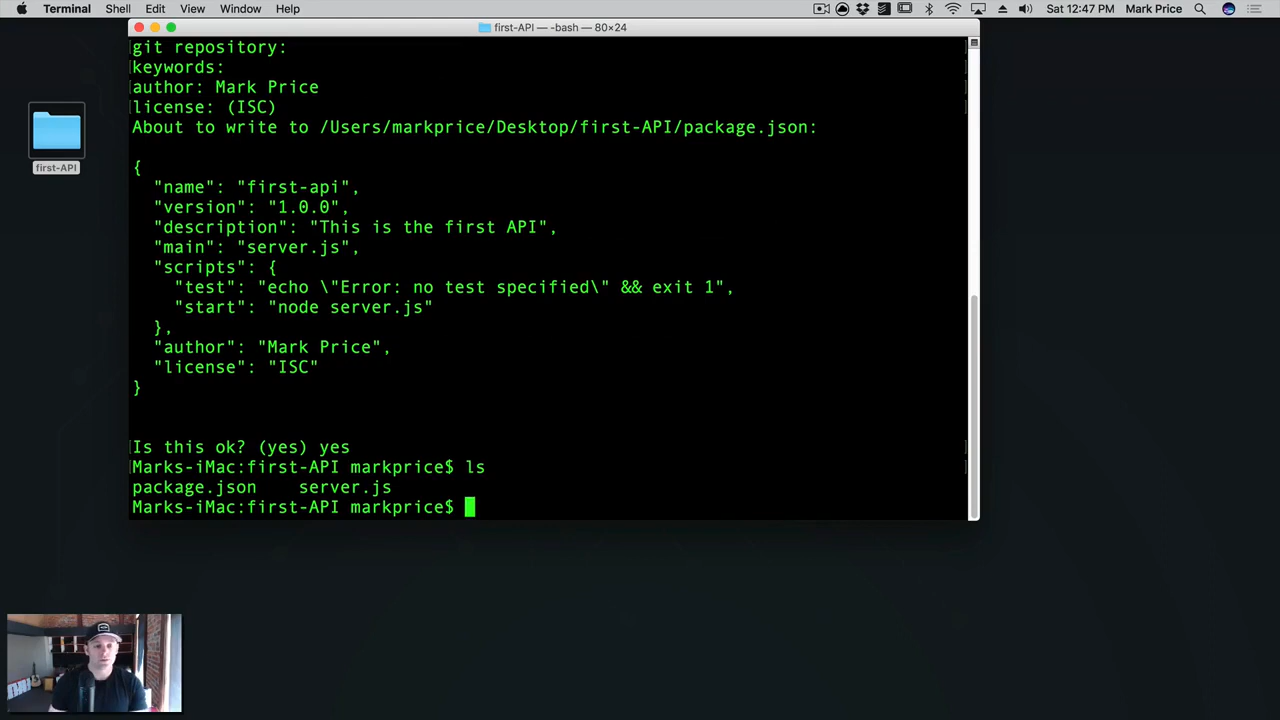 Terminal Shell Edit View Window Help Sat 12:47 PM Mark Price
first-API — -bash — 80×24
git repository:
keywords:
author: Mark Price
license: (ISC)
About to write to /Users/markprice/Desktop/first-API/package.json:
{
  "name": "first-api",
  "version": "1.0.0",
  "description": "This is the first API",
  "main": "server.js",
  "scripts": {
    "test": "echo \"Error: no test specified\" && exit 1",
    "start": "node server.js"
  },
  "author": "Mark Price",
  "license": "ISC"
}
Is this ok? (yes) yes
Marks-iMac:first-API markprice$ ls
package.json    server.js
Marks-iMac:first-API markprice$
first-API